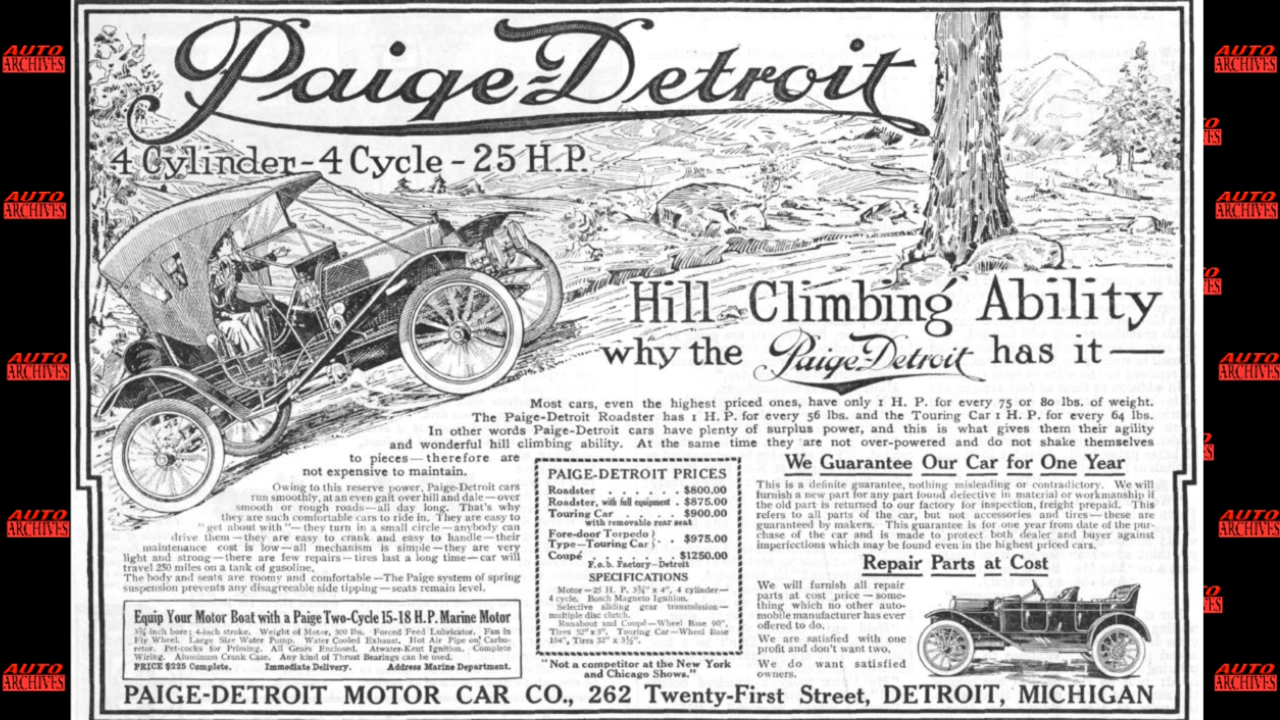 Paige-Detroit
4 Cylinder-4 Cycle - 25 H.P.
Hill Climbing Ability
why the Paige-Detroit has it —
Most cars, even the highest priced ones, have only 1 H. P. for every 75 or 80 lbs. of weight.
The Paige-Detroit Roadster has 1 H. P. for every 56 lbs. and the Touring Car 1 H. P. for every 64 lbs.
In other words Paige-Detroit cars have plenty of surplus power, and this is what gives them their agility
and wonderful hill climbing ability. At the same time they are not over-powered and do not shake themselves
to pieces—therefore are
not expensive to maintain.
Owing to this reserve power, Paige-Detroit cars
run smoothly, at an even gait over hill and dale—over
smooth or rough roads—all day long. That's why
they are such comfortable cars to ride in. They are easy to
"get about with"—they turn in a small circle—anybody can
drive them—they are easy to crank and easy to handle—their
maintenance cost is low—all mechanism is simple—they are very
light and strong—there are few repairs—tires last a long time—car will
travel 250 miles on a tank of gasoline.
The body and seats are roomy and comfortable—The Paige system of spring
suspension prevents any disagreeable side tipping—seats remain level.
Equip Your Motor Boat with a Paige Two-Cycle 15-18 H.P. Marine Motor
3¾-inch bore; 4-inch stroke. Weight of Motor, 300 lbs. Forced Feed Lubricator. Fan in
Fly Wheel. Large Size Water Pump. Water Cooled Exhaust. Hot Air Pipe on Carbu-
retor. Pet-cocks for Priming. All Gears Enclosed. Atwater-Kent Ignition. Complete
Wiring. Aluminum Crank Case. Any kind of Thrust Bearings can be used.
PRICE $225 Complete. Immediate Delivery. Address Marine Department.
PAIGE-DETROIT PRICES
Roadster . . . . . . $800.00
Roadster, with full equipment . $875.00
Touring Car . . . . $900.00
with removable rear seat
Fore-door Torpedo
Type—Touring Car } . $975.00
Coupé . . . . . $1250.00
F.o.b. Factory—Detroit
SPECIFICATIONS
Motor—25 H. P. 3¾" x 4", 4 cylinder—
4 cycle. Bosch Magneto Ignition.
Selective sliding gear transmission—
multiple disc clutch.
Runabout and Coupé—Wheel Base 90",
Tires 32" x 3". Touring Car—Wheel Base
104", Tires 32" x 3½".
"Not a competitor at the New York
and Chicago Shows."
We Guarantee Our Car for One Year
This is a definite guarantee, nothing misleading or contradictory. We will
furnish a new part for any part found defective in material or workmanship if
the old part is returned to our factory for inspection, freight prepaid. This
refers to all parts of the car, but not accessories and tires—these are
guaranteed by makers. This guarantee is for one year from date of the pur-
chase of the car and is made to protect both dealer and buyer against
imperfections which may be found even in the highest priced cars.
Repair Parts at Cost
We will furnish all repair
parts at cost price—some-
thing which no other auto-
mobile manufacturer has ever
offered to do.
We are satisfied with one
profit and don't want two.
We do want satisfied
owners.
PAIGE-DETROIT MOTOR CAR CO., 262 Twenty-First Street, DETROIT, MICHIGAN
AUTO
ARCHIVES
AUTO
ARCHIVES
AUTO
ARCHIVES
AUTO
ARCHIVES
AUTO
ARCHIVES
AUTO
ARCHIVES
AUTO
ARCHIVES
AUTO
ARCHIVES
AUTO
ARCHIVES
AUTO
ARCHIVES